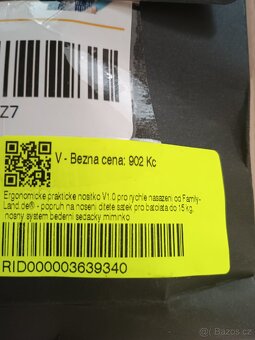 Z7
V - Bezna cena: 902 Kc
Ergonomicke prakticke nositko V1.0 pro rychle nasazeni od Family-
Land.de® - popruh na noseni ditete satek pro batolata do 15 kg,
nosny system bederni sedacky miminko
RID000003639340
sbazos.cz